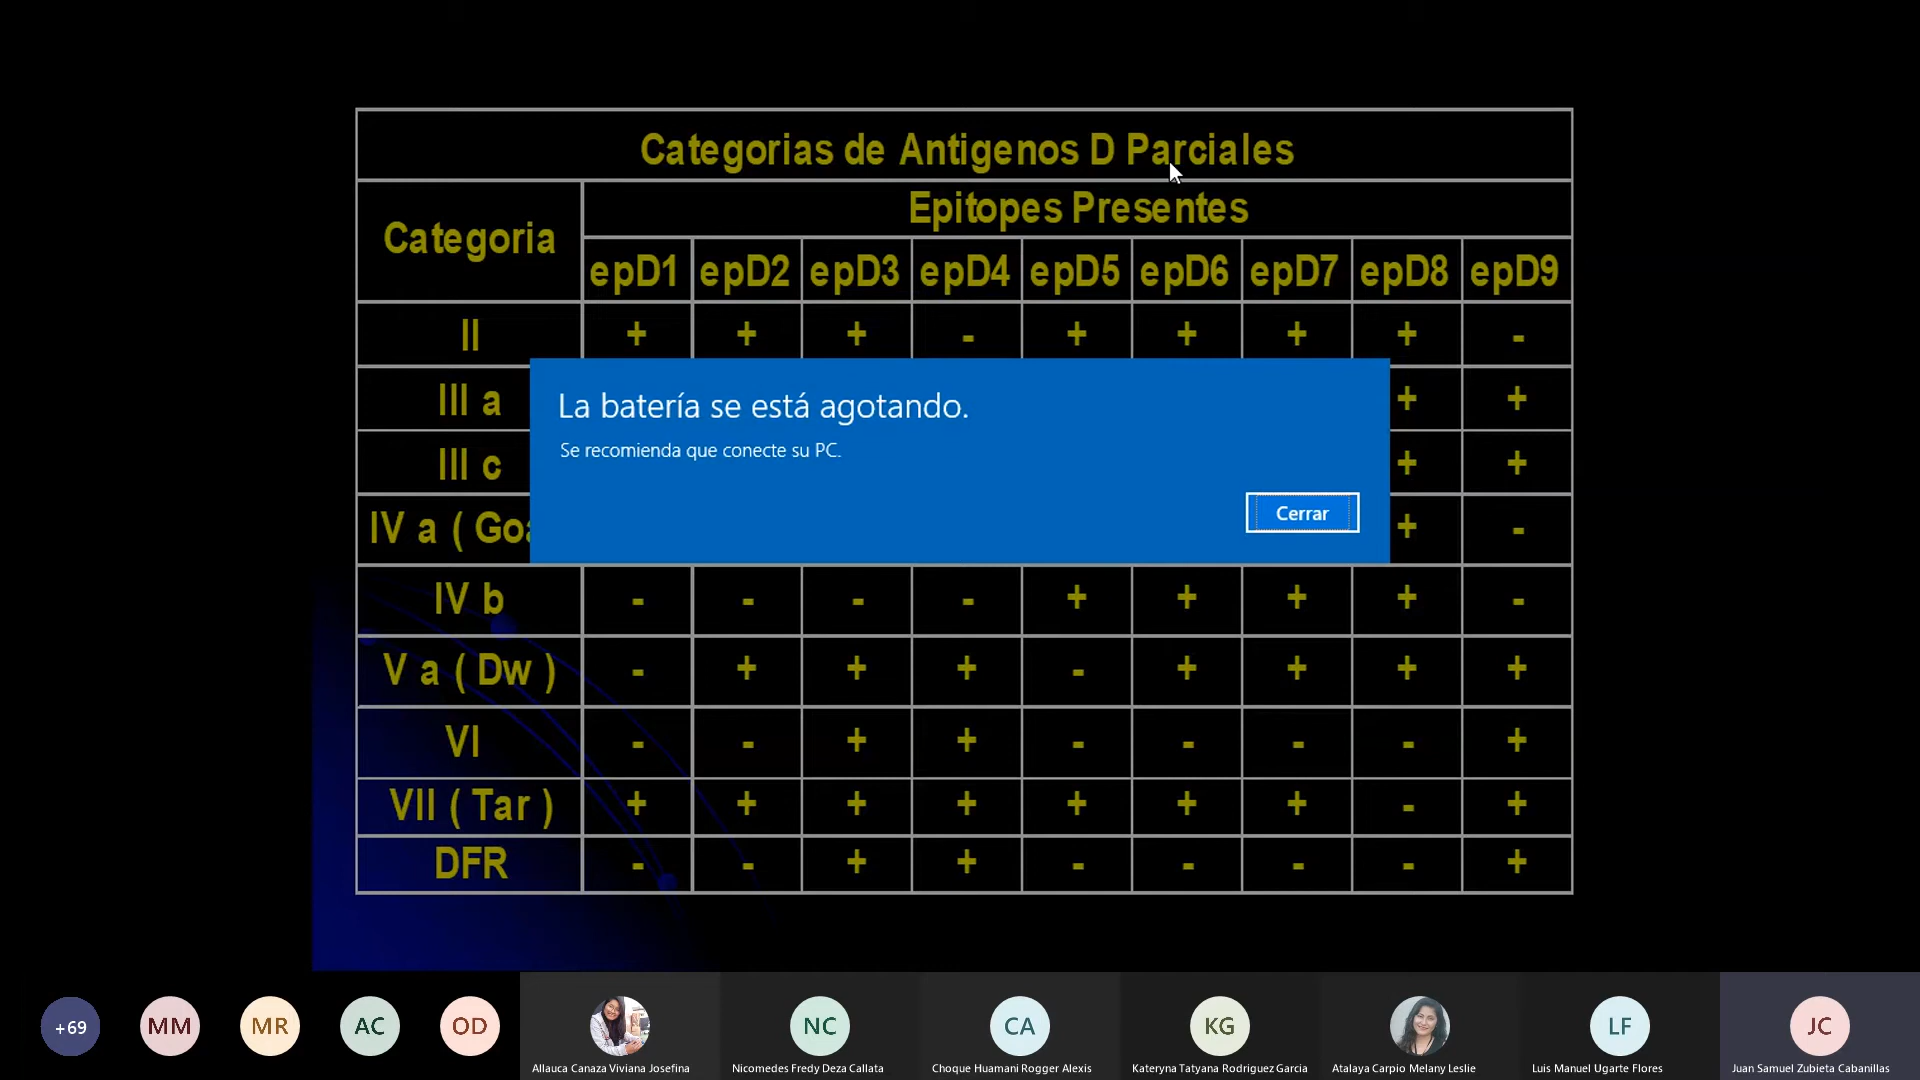 Categorias de Antigenos D Parciales
Categoria
Epitopes Presentes
epD1 epD2 epD3 epD4 epD5 epD6 epD7 epD8 epD9
II + + + - + + + + -
III a + +
III c + +
IV a ( + -
La batería se está agotando.
Se recomienda que conecte su PC.
Cerrar
IV b - - - - + + + + -
V a ( Dw ) - + + + - + + + +
VI - - + + - - - - +
VII ( Tar ) + + + + + + + - +
DFR - - + + - - - - +
+69 MM MR AC OD NC CA KG LF JC
Allauca Canaza Viviana Josefina Nicomedes Fredy Deza Callata Choque Huamani Rogger Alexis Kateryna Tatyana Rodriguez Garcia Atalaya Carpio Melany Leslie Luis Manuel Ugarte Flores Juan Samuel Zubieta Cabanillas